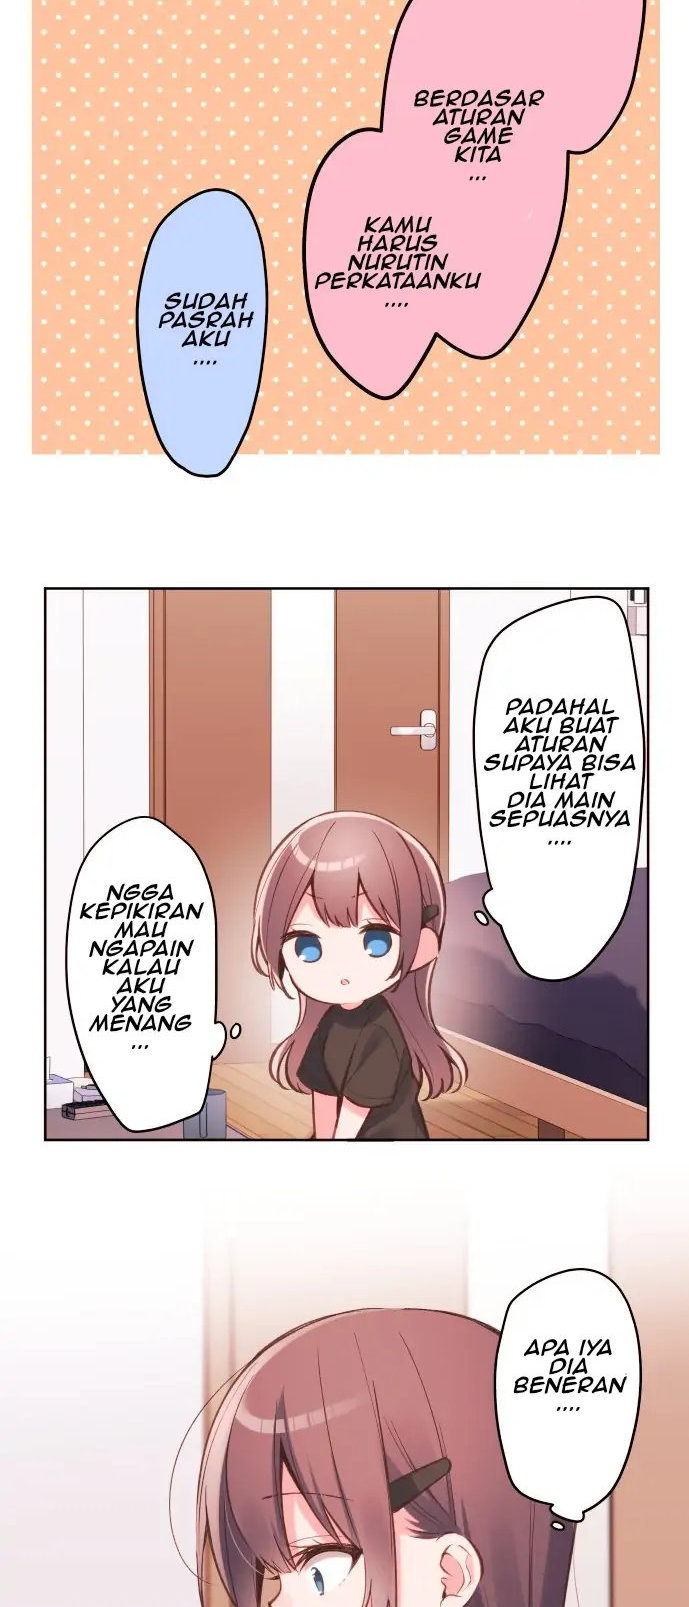 BERDASAR
ATURAN
GAME
KITA
...
KAMU
HARUS
NURUTIN
PERKATAANKU
....
SUDAH
PASRAH
AKU
....
PADAHAL
AKU BUAT
ATURAN
SUPAYA BISA
LIHAT
DIA MAIN
SEPUASNYA
....
NGGA
KEPIKIRAN
MAU
NGAPAIN
KALAU
AKU
YANG
MENANG
...
APA IYA
DIA
BENERAN
....